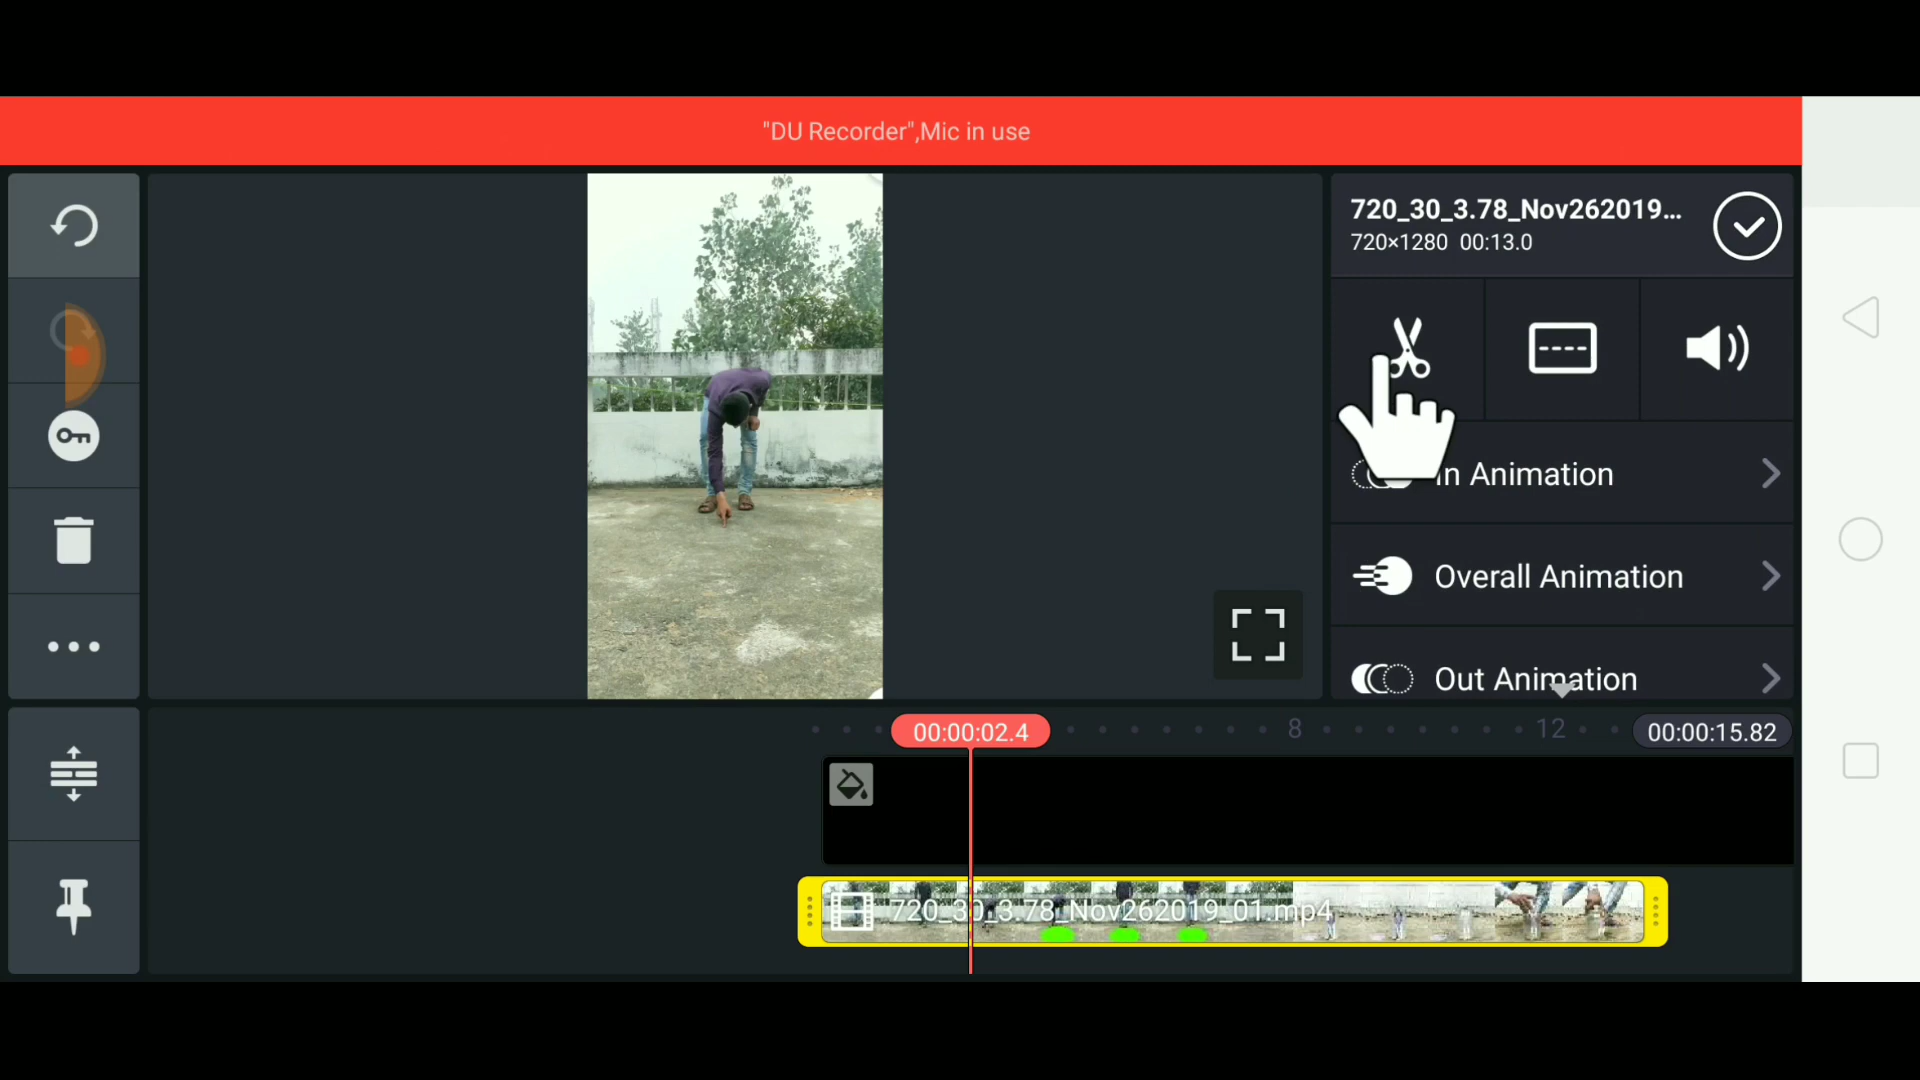 "DU Recorder",Mic in use
720_30_3.78_Nov262019...
720×1280 00:13.0
In Animation
Overall Animation
Out Animation
00:00:02.4
8
12
00:00:15.82
720_30_3.78_Nov262019_01.mp4